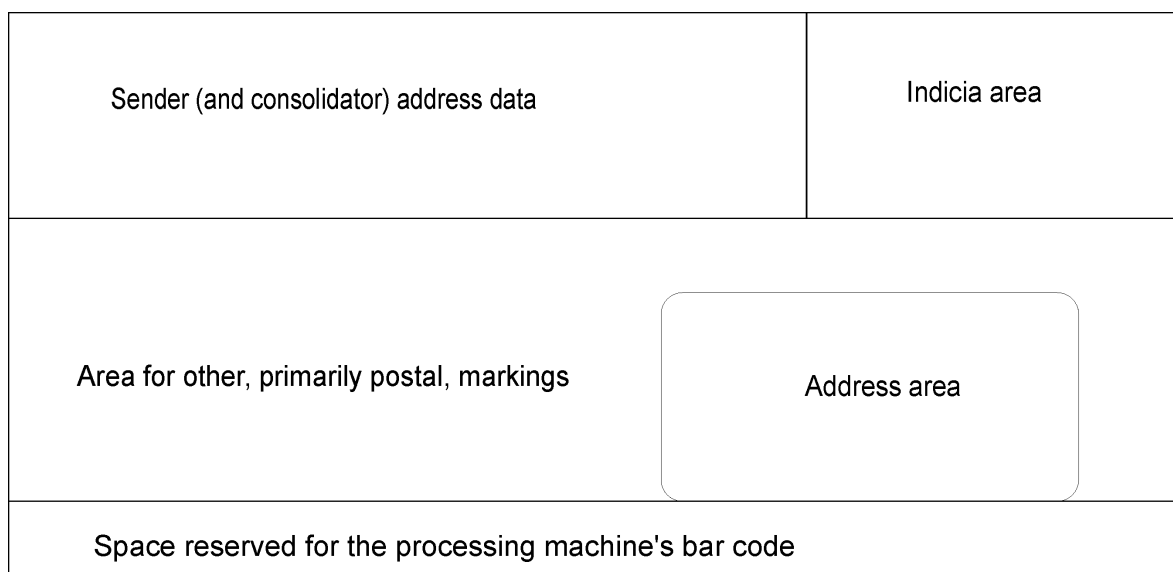 Sender (and consolidator) address data
Indicia area
Area for other, primarily postal, markings
Address area
Space reserved for the processing machine's bar code